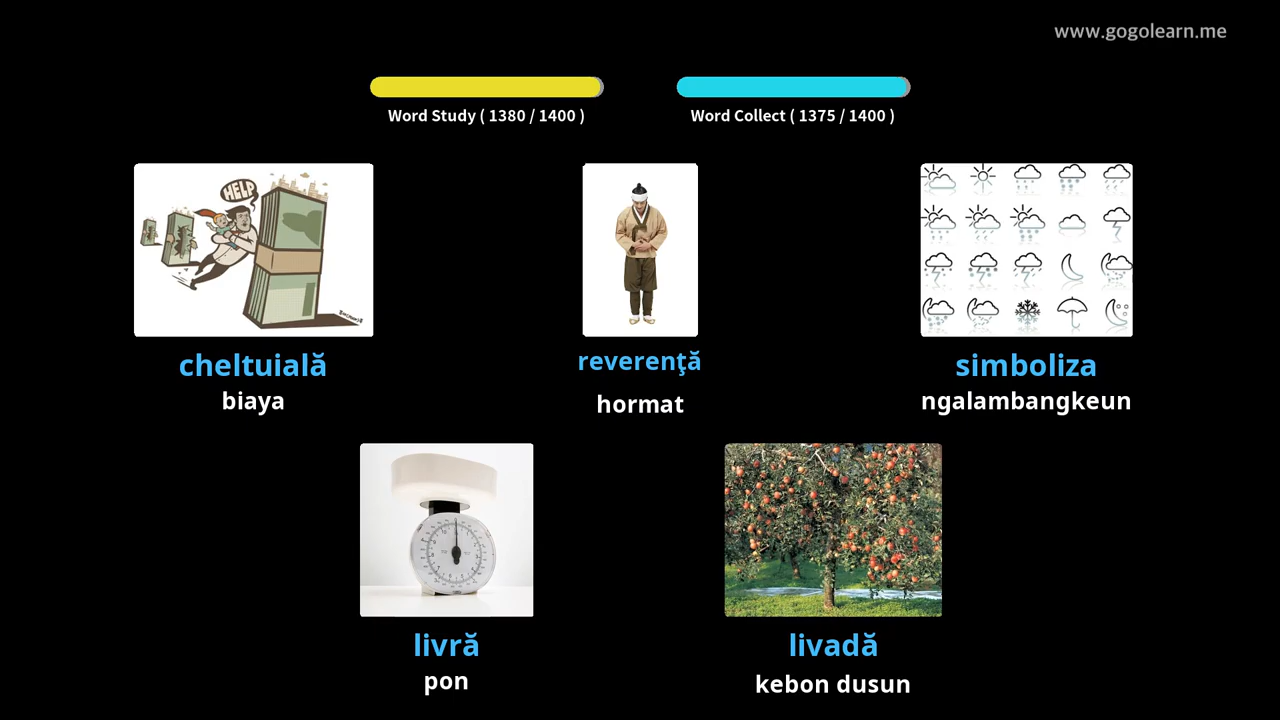 www.gogolearn.me
Word Study ( 1380 / 1400 )
Word Collect ( 1375 / 1400 )
HELP
cheltuială
biaya
reverenţă
hormat
simboliza
ngalambangkeun
livră
pon
livadă
kebon dusun